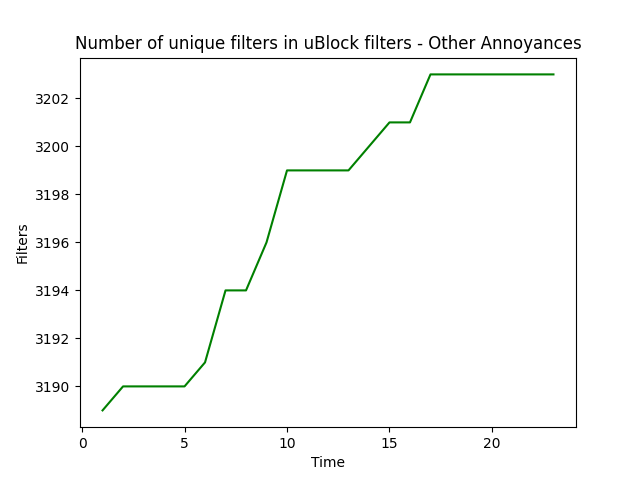 Number of unique filters in uBlock filters - Other Annoyances
3202
3200
3198
3196
3194
3192
3190
Filters
0 5 10 15 20
Time